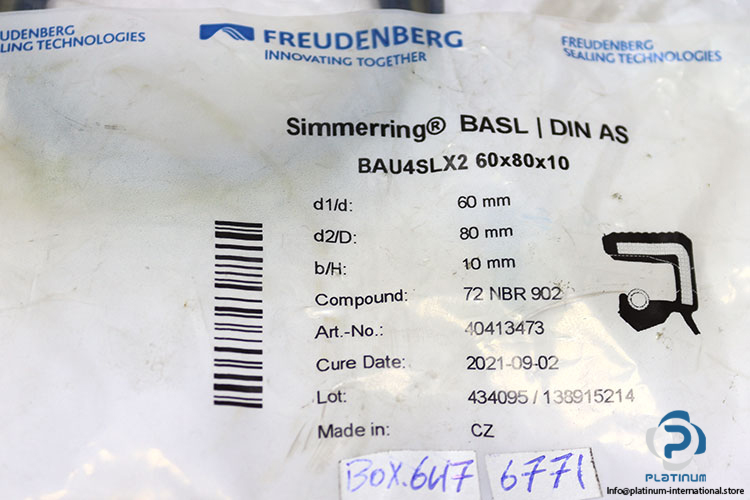 UDENBERG
LING TECHNOLOGIES
FREUDENBERG
INNOVATING TOGETHER
FREUDENBERG
SEALING TECHNOLOGIES
Simmerring® BASL | DIN AS
BAU4SLX2 60x80x10
d1/d: 60 mm
d2/D: 80 mm
b/H: 10 mm
Compound: 72 NBR 902
Art.-No.: 40413473
Cure Date: 2021-09-02
Lot: 434095 / 138915214
Made in: CZ
BOX.647 6771
PLATINUM
Info@platinum-international.store